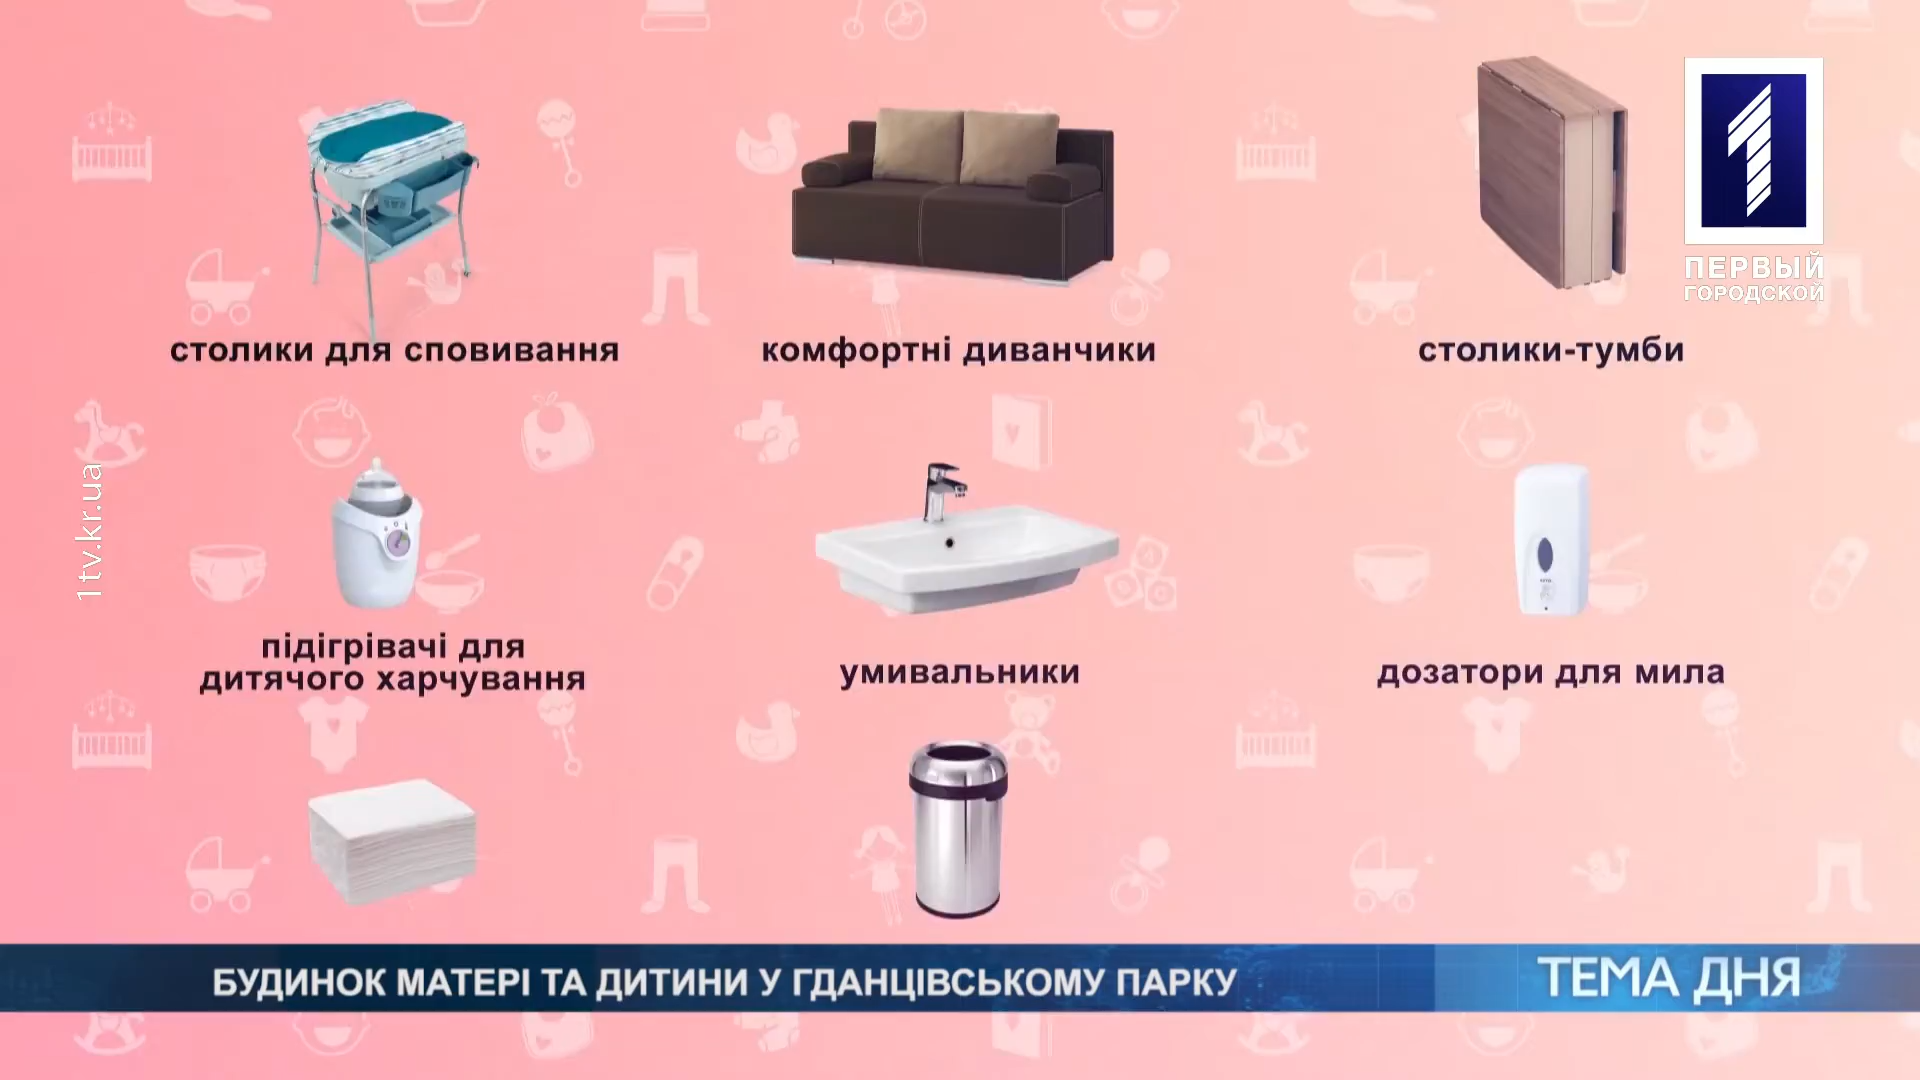 ПЕРВЫЙ
ГОРОДСКОЙ
столики для сповивання
комфортні диванчики
столики-тумби
1tv.kr.ua
підігрівачі для
дитячого харчування
умивальники
дозатори для мила
БУДИНОК МАТЕРІ ТА ДИТИНИ У ГДАНЦІВСЬКОМУ ПАРКУ
ТЕМА ДНЯ